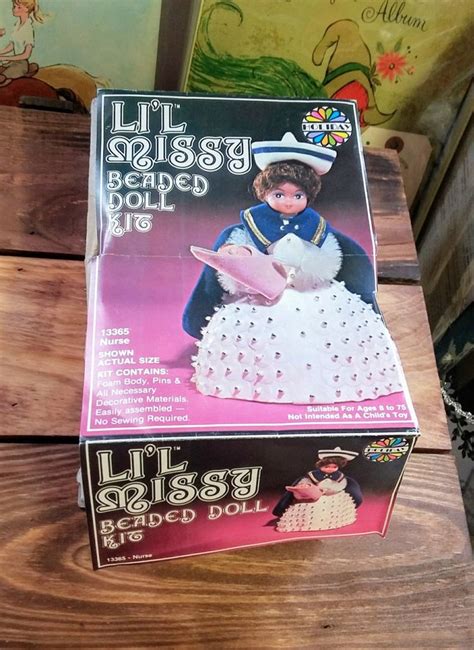 Album
LI'L™
MISSY
BEADED
DOLL
KIT
HOLIDAY
13365
Nurse
SHOWN
ACTUAL SIZE
KIT CONTAINS:
Foam Body, Pins &
All Necessary
Decorative Materials.
Easily assembled —
No Sewing Required.
Suitable For Ages 8 to 75
Not Intended As A Child's Toy
LI'L™
MISSY
BEADED DOLL
KIT
HOLIDAY
13365 - Nurse